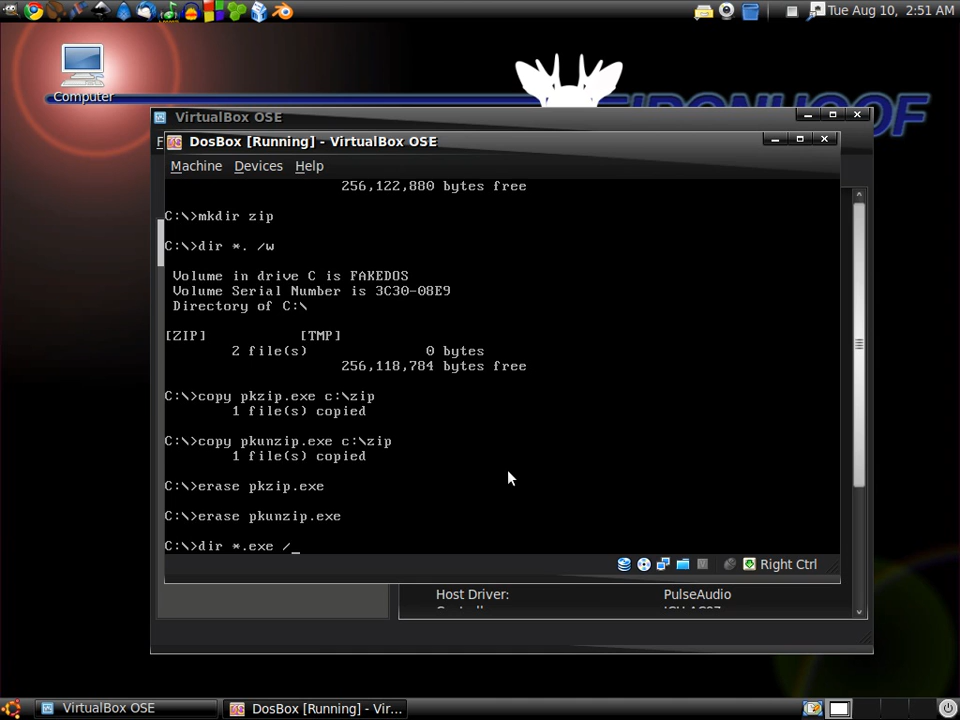 Tue Aug 10, 2:51 AM
Computer
VirtualBox OSE
DosBox [Running] - VirtualBox OSE
Machine Devices Help
256,122,880 bytes free
C:\>mkdir zip
C:\>dir *. /w
Volume in drive C is FAKEDOS
Volume Serial Number is 3C30-08E9
Directory of C:\
[ZIP] [TMP]
2 file(s) 0 bytes
256,118,784 bytes free
C:\>copy pkzip.exe c:\zip
1 file(s) copied
C:\>copy pkunzip.exe c:\zip
1 file(s) copied
C:\>erase pkzip.exe
C:\>erase pkunzip.exe
C:\>dir *.exe /_
Right Ctrl
Host Driver: PulseAudio
VirtualBox OSE
DosBox [Running] - Vir...